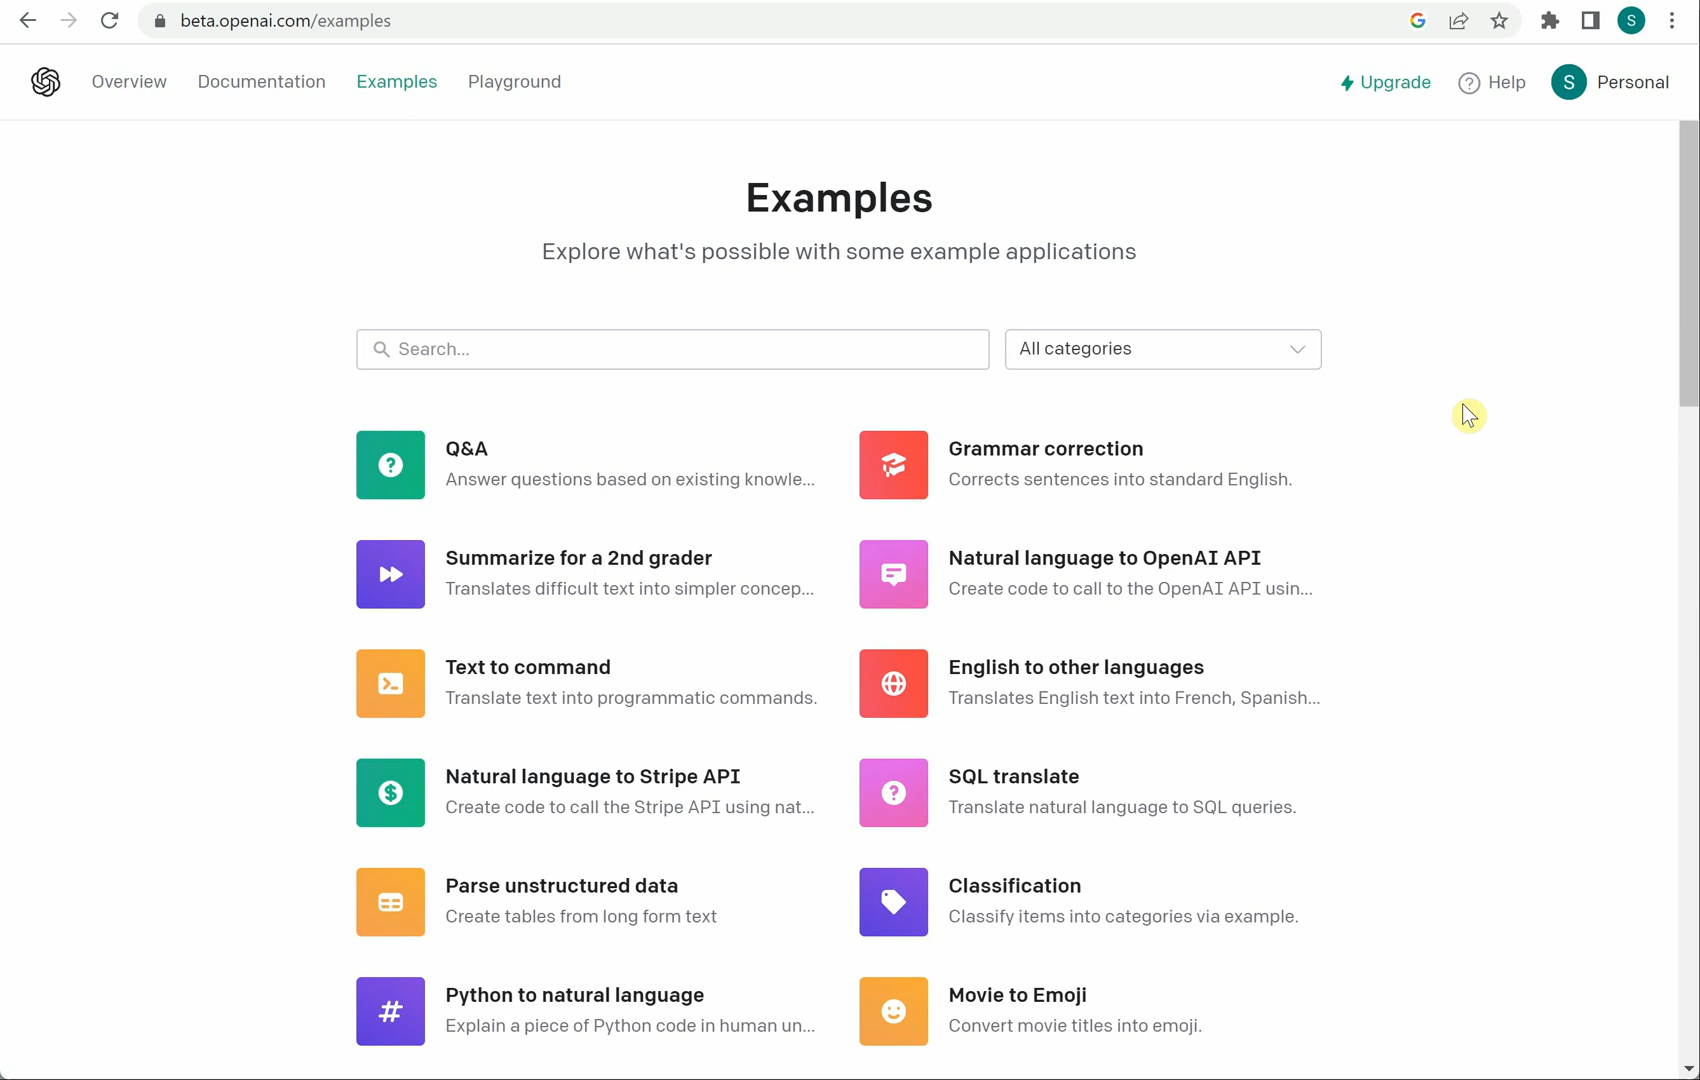 beta.openai.com/examples
S
Overview
Documentation
Examples
Playground
Upgrade
Help
S
Personal
Examples
Explore what's possible with some example applications
Search...
All categories
Q&A
Answer questions based on existing knowle...
Grammar correction
Corrects sentences into standard English.
Summarize for a 2nd grader
Translates difficult text into simpler concep...
Natural language to OpenAI API
Create code to call to the OpenAI API usin...
Text to command
Translate text into programmatic commands.
English to other languages
Translates English text into French, Spanish...
Natural language to Stripe API
Create code to call the Stripe API using nat...
SQL translate
Translate natural language to SQL queries.
Parse unstructured data
Create tables from long form text
Classification
Classify items into categories via example.
Python to natural language
Explain a piece of Python code in human un...
Movie to Emoji
Convert movie titles into emoji.